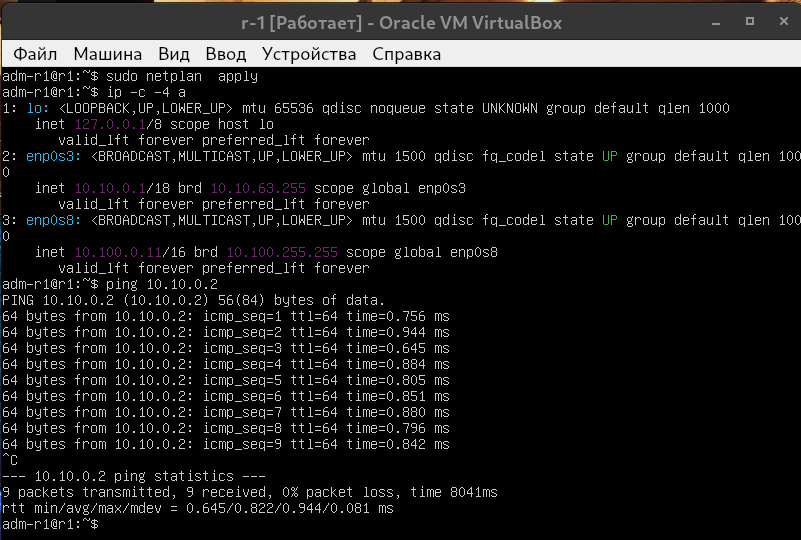 r-1 [Работает] - Oracle VM VirtualBox
Файл Машина Вид Ввод Устройства Справка
adm-r1@r1:~$ sudo netplan  apply
adm-r1@r1:~$ ip -c -4 a
1: lo: <LOOPBACK,UP,LOWER_UP> mtu 65536 qdisc noqueue state UNKNOWN group default qlen 1000
    inet 127.0.0.1/8 scope host lo
       valid_lft forever preferred_lft forever
2: enp0s3: <BROADCAST,MULTICAST,UP,LOWER_UP> mtu 1500 qdisc fq_codel state UP group default qlen 100
0
    inet 10.10.0.1/18 brd 10.10.63.255 scope global enp0s3
       valid_lft forever preferred_lft forever
3: enp0s8: <BROADCAST,MULTICAST,UP,LOWER_UP> mtu 1500 qdisc fq_codel state UP group default qlen 100
0
    inet 10.100.0.11/16 brd 10.100.255.255 scope global enp0s8
       valid_lft forever preferred_lft forever
adm-r1@r1:~$ ping 10.10.0.2
PING 10.10.0.2 (10.10.0.2) 56(84) bytes of data.
64 bytes from 10.10.0.2: icmp_seq=1 ttl=64 time=0.756 ms
64 bytes from 10.10.0.2: icmp_seq=2 ttl=64 time=0.944 ms
64 bytes from 10.10.0.2: icmp_seq=3 ttl=64 time=0.645 ms
64 bytes from 10.10.0.2: icmp_seq=4 ttl=64 time=0.884 ms
64 bytes from 10.10.0.2: icmp_seq=5 ttl=64 time=0.805 ms
64 bytes from 10.10.0.2: icmp_seq=6 ttl=64 time=0.851 ms
64 bytes from 10.10.0.2: icmp_seq=7 ttl=64 time=0.880 ms
64 bytes from 10.10.0.2: icmp_seq=8 ttl=64 time=0.796 ms
64 bytes from 10.10.0.2: icmp_seq=9 ttl=64 time=0.842 ms
^C
--- 10.10.0.2 ping statistics ---
9 packets transmitted, 9 received, 0% packet loss, time 8041ms
rtt min/avg/max/mdev = 0.645/0.822/0.944/0.081 ms
adm-r1@r1:~$